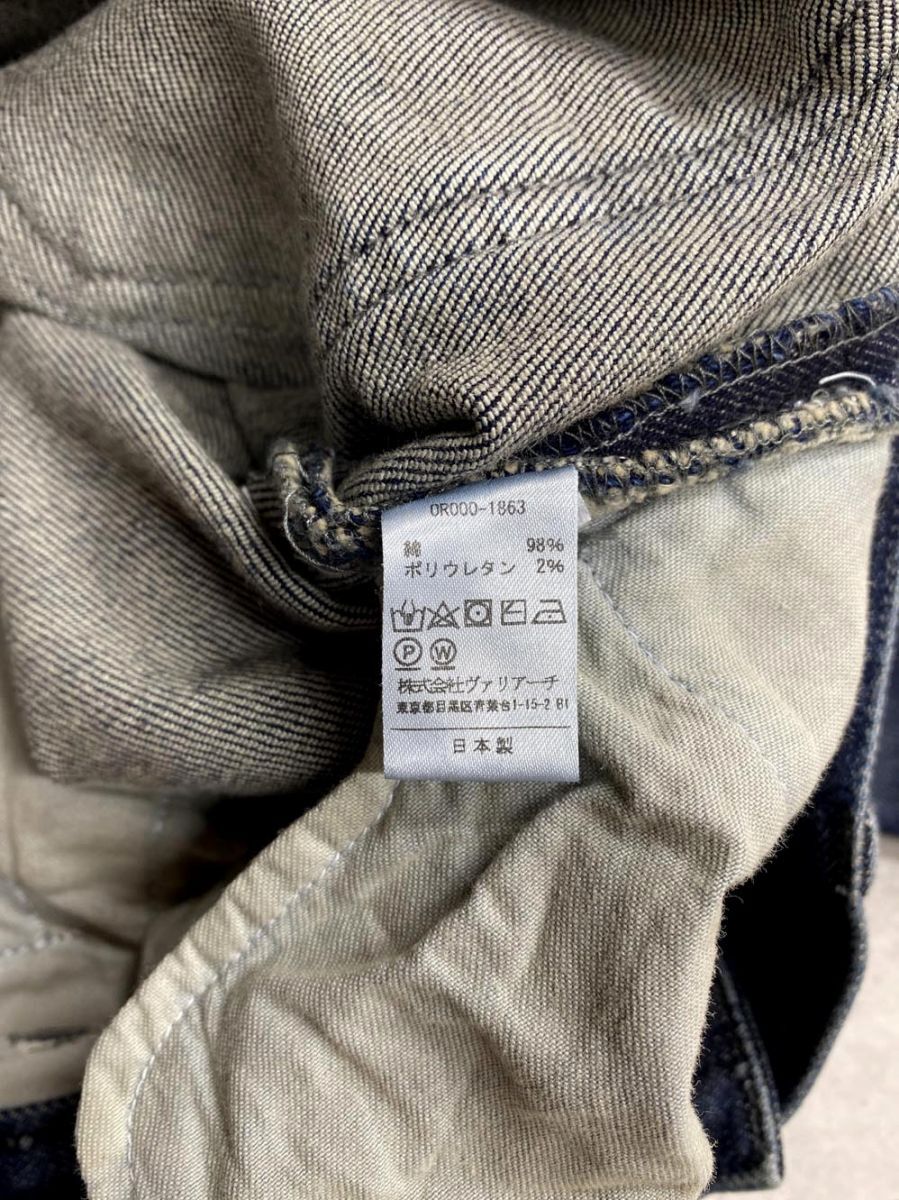 OR000-1863
綿 98%
ポリウレタン 2%
P W
株式会社ヴァリアーチ
東京都目黒区青葉台1-15-2 B1
日本製